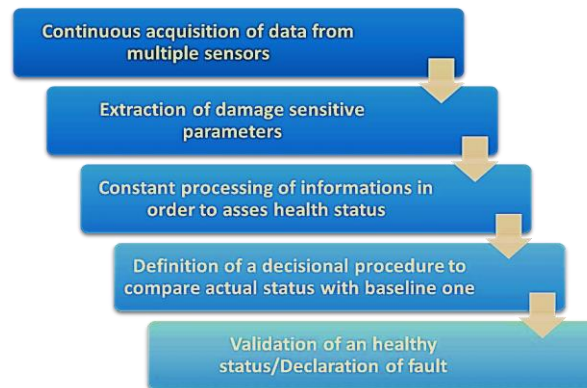 Continuous acquisition of data from
multiple sensors
Extraction of damage sensitive
parameters
Constant processing of informations in
order to asses health status
Definition of a decisional procedure to
compare actual status with baseline one
Validation of an healthy
status/Declaration of fault